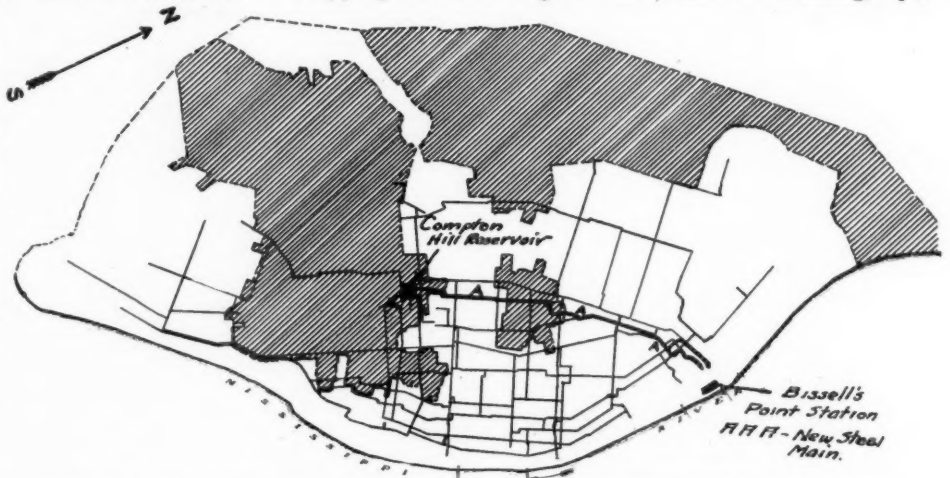 S N
Compton
Hill Reservoir
A A A
MISSISSIPPI RIVER
Bissell's
Point Station
A A A - New Steel
Main.